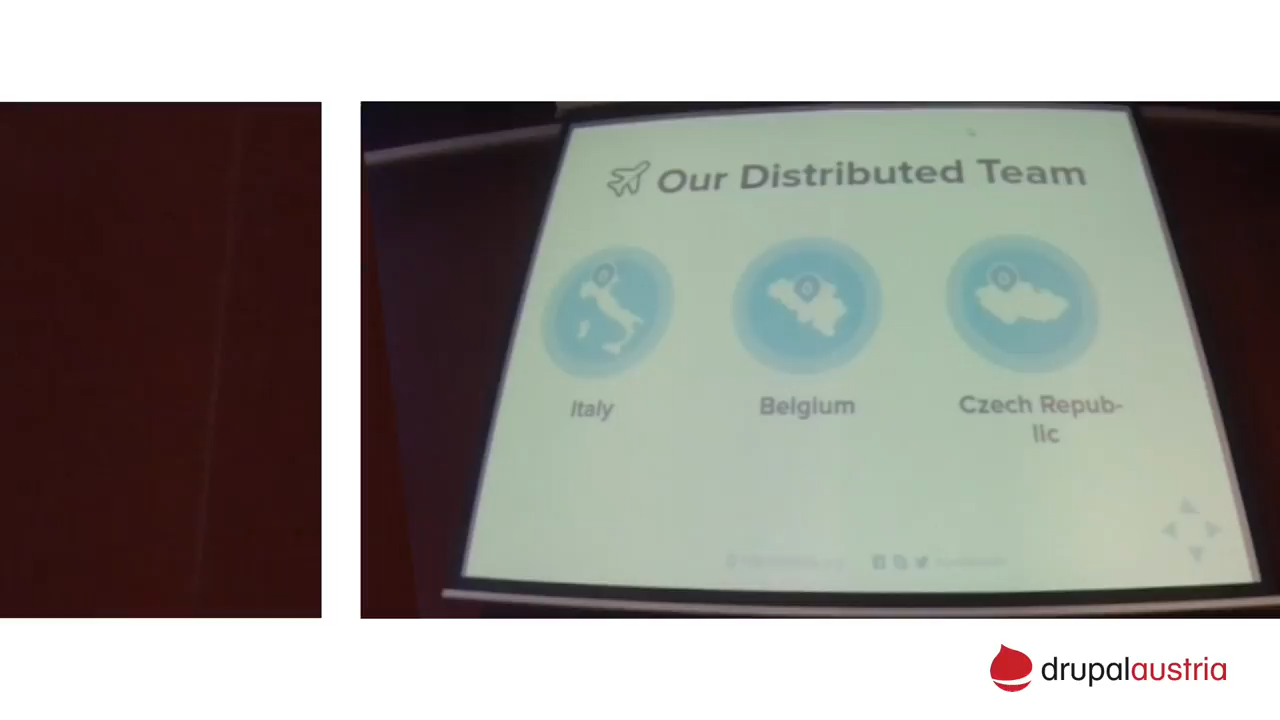 Our Distributed Team
Italy
Belgium
Czech Repub-
lic
drupalaustria